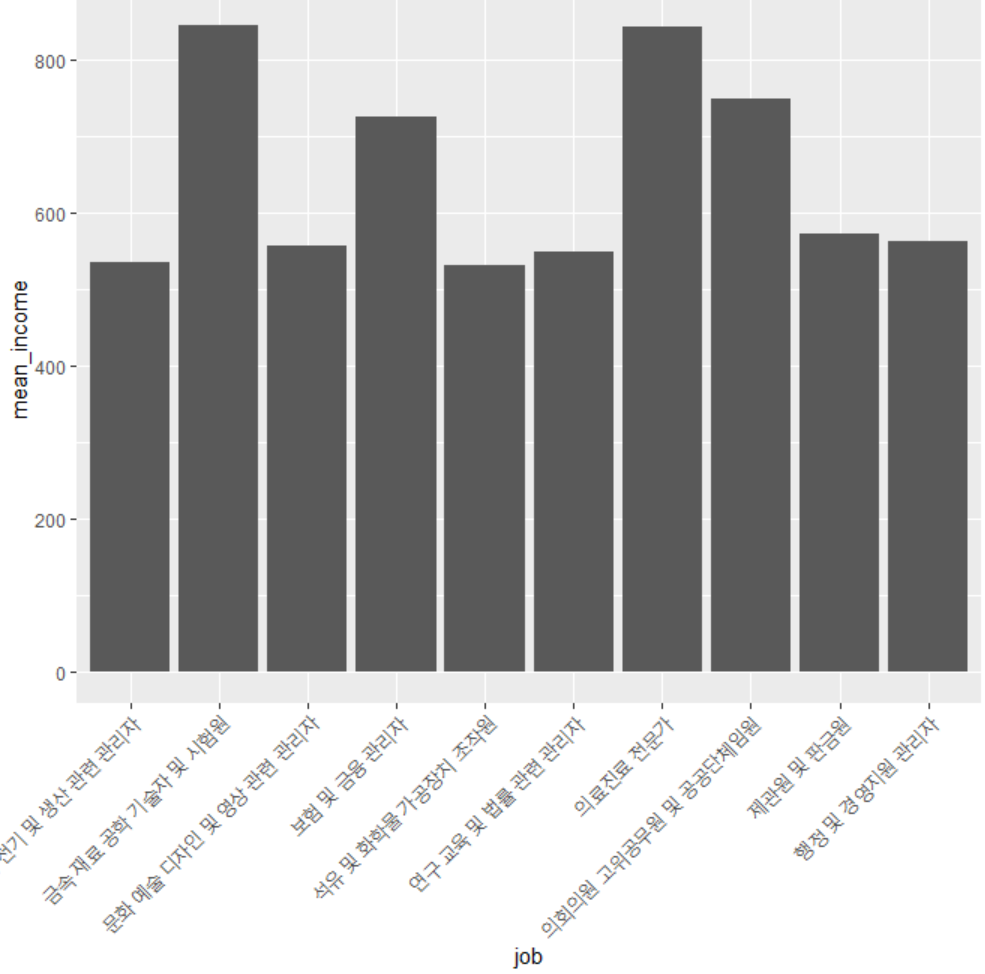 mean_income
800
600
400
200
0
전기 및 생산 관련 관리자
금속 재료 공학 기술자 및 시험원
문화 예술 디자인 및 영상 관련 관리자
보험 및 금융 관리자
석유 및 화학물 가공장치 조작원
연구 교육 및 법률 관련 관리자
의료진료 전문가
의회의원 고위공무원 및 공공단체임원
제관원 및 판금원
행정 및 경영지원 관리자
job